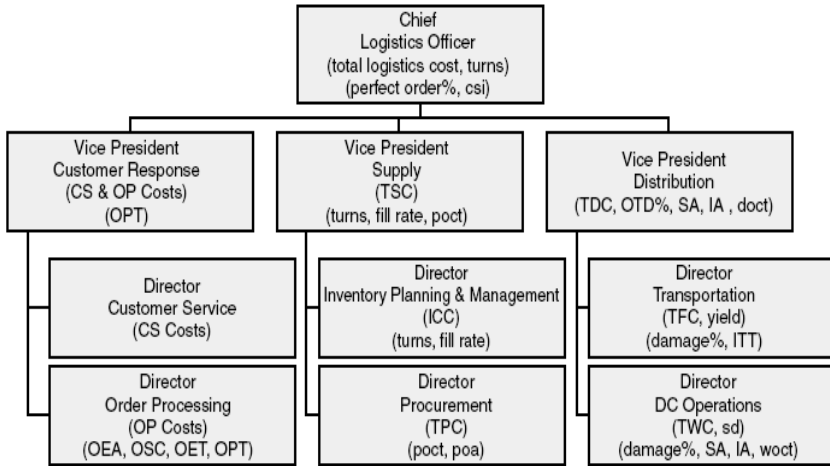 Chief
Logistics Officer
(total logistics cost, turns)
(perfect order%, csi)
Vice President
Customer Response
(CS & OP Costs)
(OPT)
Vice President
Supply
(TSC)
(turns, fill rate, poct)
Vice President
Distribution
(TDC, OTD%, SA, IA , doct)
Director
Customer Service
(CS Costs)
Director
Inventory Planning & Management
(ICC)
(turns, fill rate)
Director
Transportation
(TFC, yield)
(damage%, ITT)
Director
Order Processing
(OP Costs)
(OEA, OSC, OET, OPT)
Director
Procurement
(TPC)
(poct, poa)
Director
DC Operations
(TWC, sd)
(damage%, SA, IA, woct)